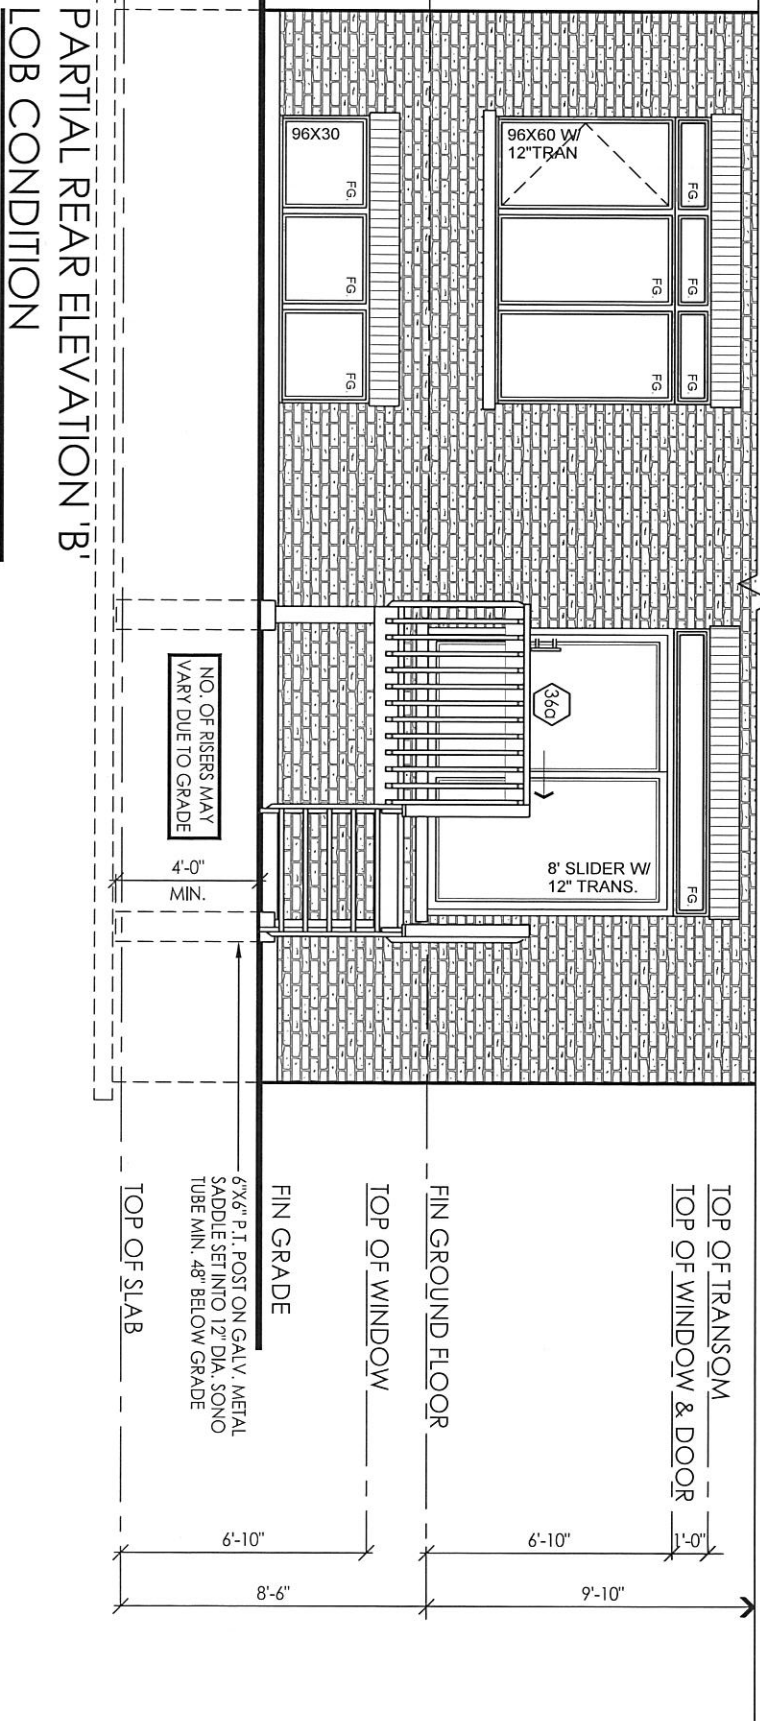 96X60 W/
12"TRAN
FG.
FG.
FG.
FG.
FG.
96X30
FG.
FG.
FG.
36a
8' SLIDER W/
12" TRANS.
FG.
NO. OF RISERS MAY
VARY DUE TO GRADE
4'-0"
MIN.
TOP OF TRANSOM
TOP OF WINDOW & DOOR
FIN GROUND FLOOR
TOP OF WINDOW
FIN GRADE
6"X6" P.T. POST ON GALV. METAL
SADDLE SET INTO 12" DIA. SONO
TUBE MIN. 48" BELOW GRADE
TOP OF SLAB
1'-0"
6'-10"
9'-10"
6'-10"
8'-6"
PARTIAL REAR ELEVATION 'B'
LOB CONDITION